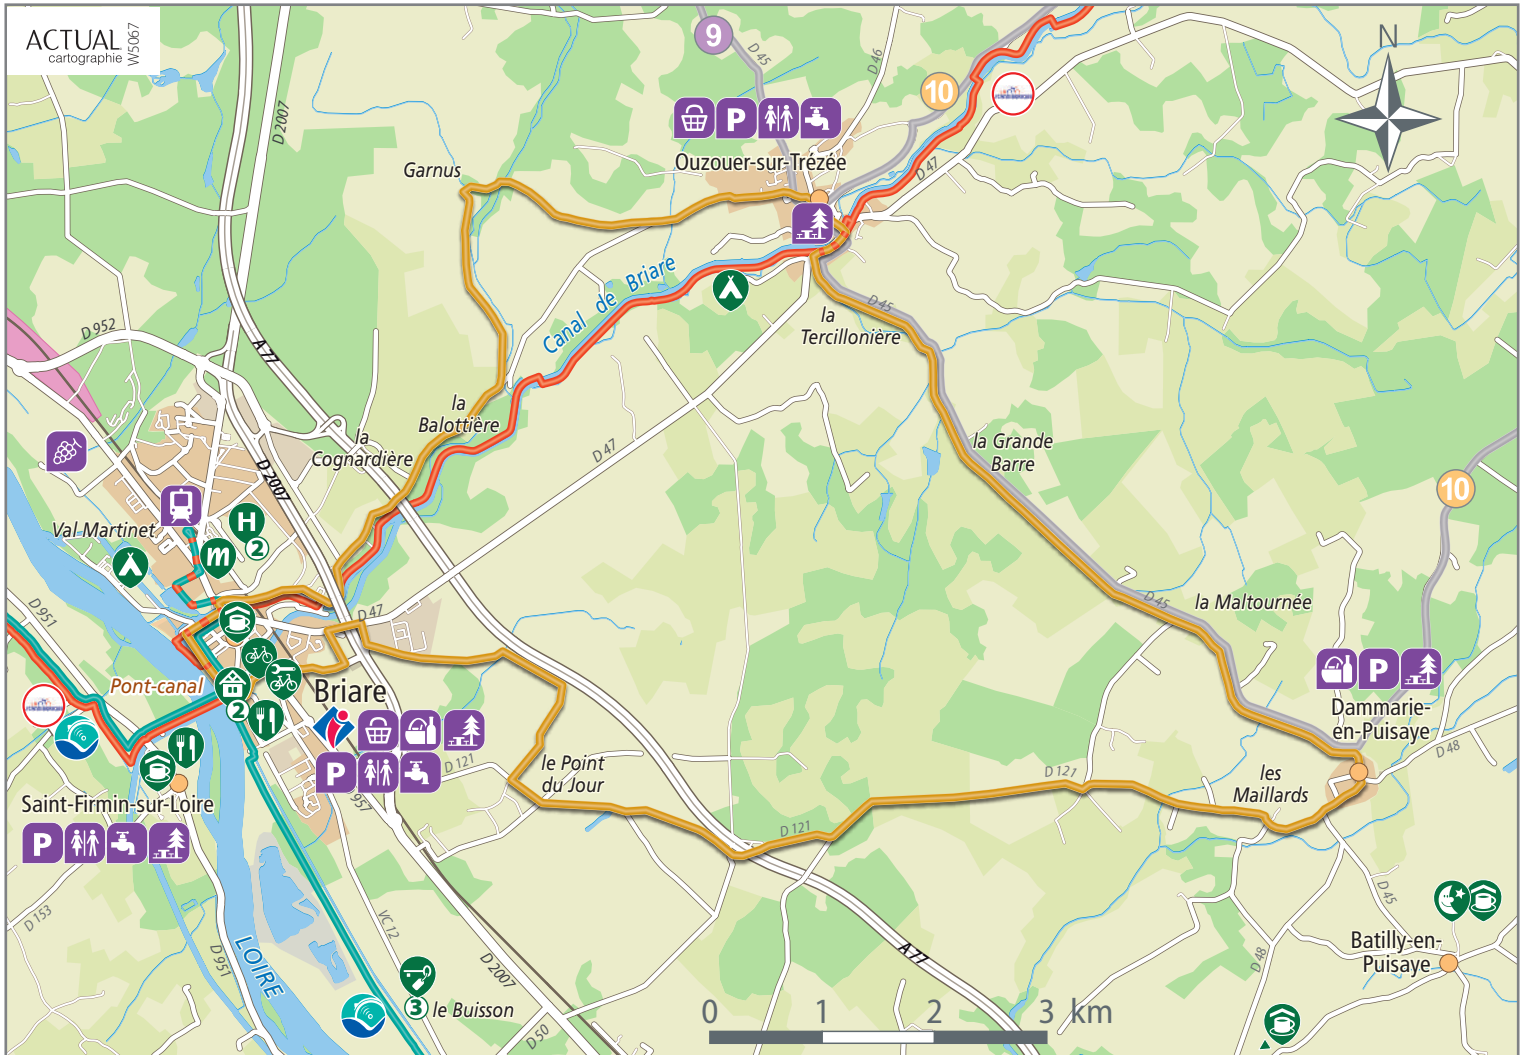 ACTUAL
cartographie
W5067
N
9
D 45
D 46
10
D 2007
Garnus
Ouzouer-sur-Trézée
D 47
Canal de Briare
D 952
A 77
la
Tercillonière
D 45
la
Balottière
la
Cognardière
D 47
la Grande
Barre
D 2007
10
Val Martinet
H
2
m
D 951
D 47
D 45
la Maltournée
Pont-canal
2
Briare
P
P
Dammarie-
en-Puisaye
D 48
P
D 121
le Point
du Jour
D 121
les
Maillards
957
Saint-Firmin-sur-Loire
P
D 121
D 45
D 153
VC 12
D 951
LOIRE
D 2007
A 77
D 48
Batilly-en-
Puisaye
3
le Buisson
D 50
0 1 2 3 km
P